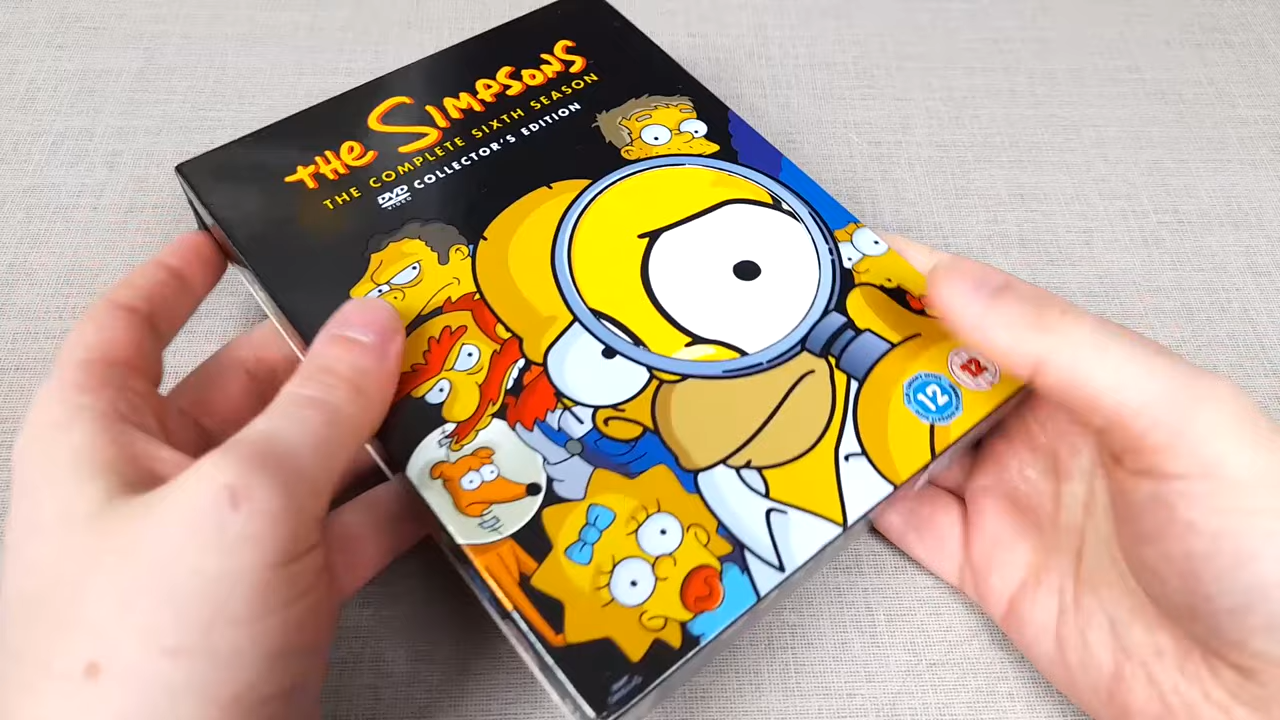 the Simpsons
THE COMPLETE SIXTH SEASON
DVD COLLECTOR'S EDITION
VIDEO
12
12